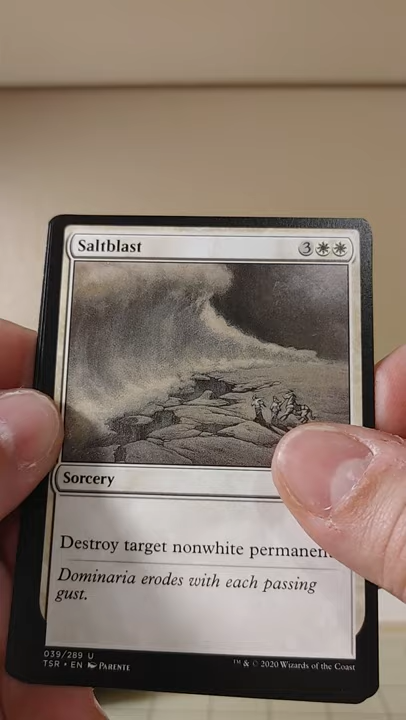 Saltblast 3
Sorcery
Destroy target nonwhite permanen
Dominaria erodes with each passing
gust.
039/289 U
TSR • EN PARENTE
™ & © 2020 Wizards of the Coast